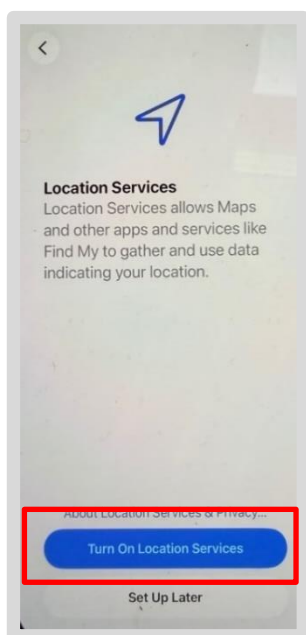 Location Services
Location Services allows Maps
and other apps and services like
Find My to gather and use data
indicating your location.
About Location Services & Privacy...
Turn On Location Services
Set Up Later